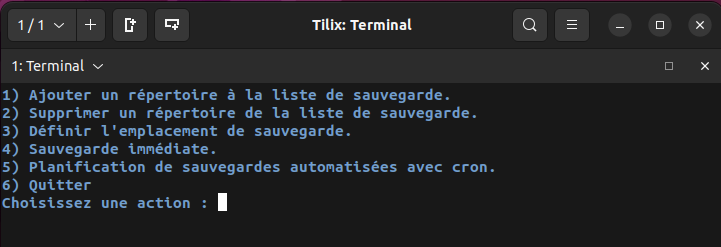 1 / 1
Tilix: Terminal
1: Terminal
1) Ajouter un répertoire à la liste de sauvegarde.
2) Supprimer un répertoire de la liste de sauvegarde.
3) Définir l'emplacement de sauvegarde.
4) Sauvegarde immédiate.
5) Planification de sauvegardes automatisées avec cron.
6) Quitter
Choisissez une action :